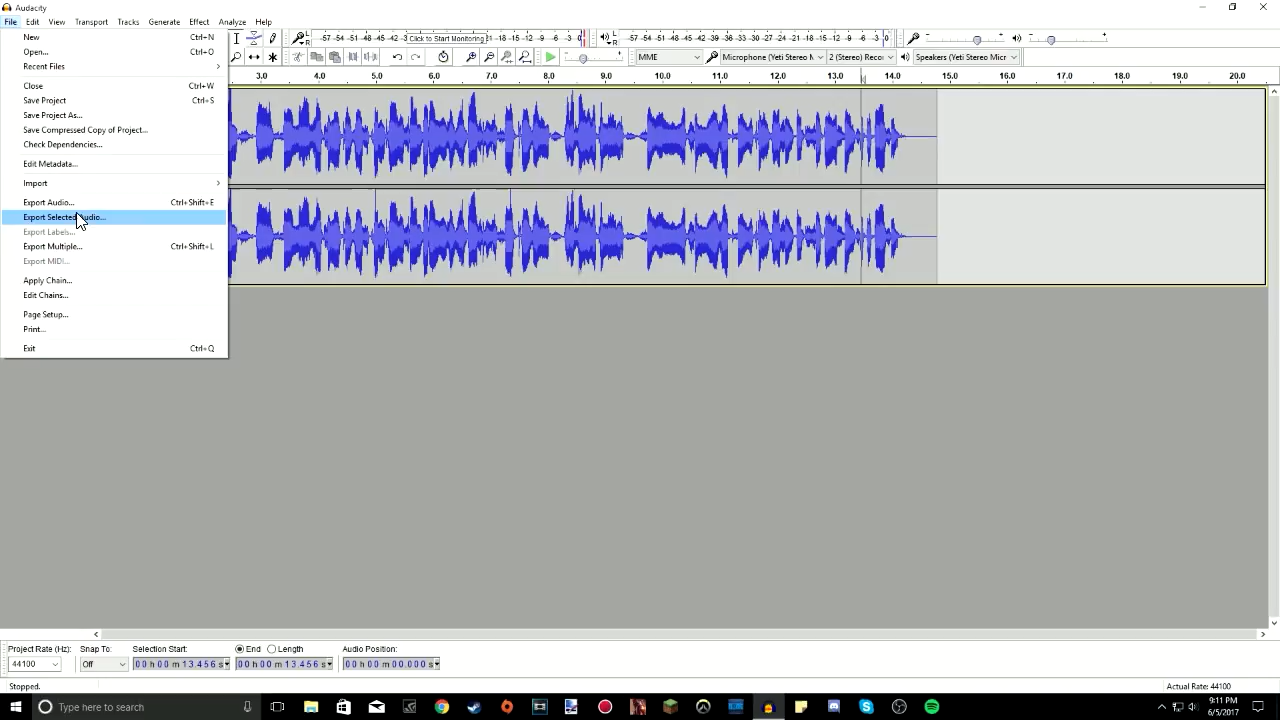 Audacity
File Edit View Transport Tracks Generate Effect Analyze Help
New Ctrl+N
Open... Ctrl+O
Recent Files
Close Ctrl+W
Save Project Ctrl+S
Save Project As...
Save Compressed Copy of Project...
Check Dependencies...
Edit Metadata...
Import
Export Audio... Ctrl+Shift+E
Export Selected Audio...
Export Labels...
Export Multiple... Ctrl+Shift+L
Export MIDI...
Apply Chain...
Edit Chains...
Page Setup...
Print...
Exit Ctrl+Q
-57 -54 -51 -48 -45 -42 -3 Click to Start Monitoring -18 -15 -12 -9 -6 -3 0
-57 -54 -51 -48 -45 -42 -39 -36 -33 -30 -27 -24 -21 -18 -15 -12 -9 -6 -3 0
MME Microphone (Yeti Stereo M 2 (Stereo) Recor Speakers (Yeti Stereo Micr
3.0 4.0 5.0 6.0 7.0 8.0 9.0 10.0 11.0 12.0 13.0 14.0 15.0 16.0 17.0 18.0 19.0 20.0
Project Rate (Hz): Snap To: Selection Start: End Length Audio Position:
44100 Off 00 h 00 m 13.456 s 00 h 00 m 13.456 s 00 h 00 m 00.000 s
Stopped. Actual Rate: 44100
Type here to search
9:11 PM
6/5/2017